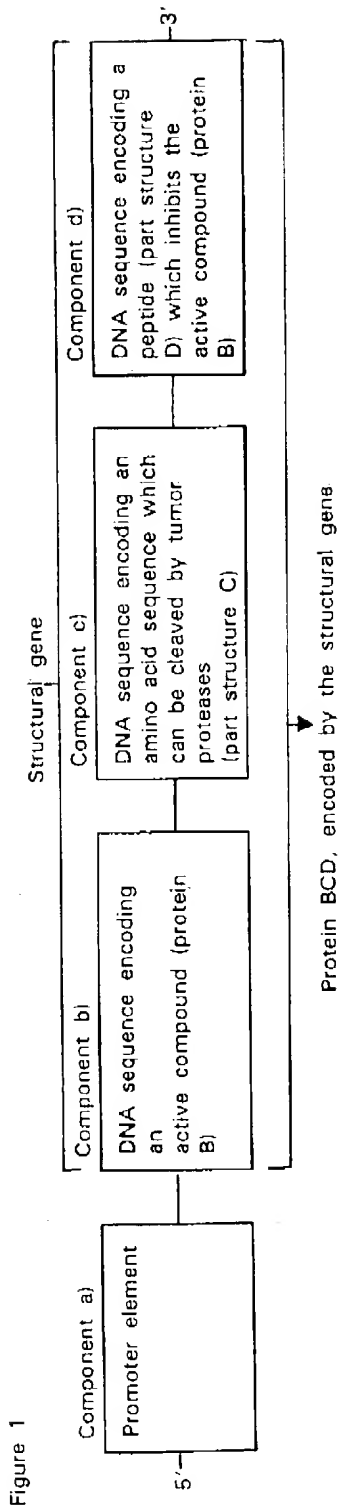 Figure 1
Structural gene
Component a)
Promoter element
5'
Component b)
DNA sequence encoding
an
active compound (protein
B)
Component c)
DNA sequence encoding an
amino acid sequence which
can be cleaved by tumor
proteases
(part structure C)
Component d)
DNA sequence encoding a
peptide (part structure
D) which inhibits the
active compound (protein
B)
3'
Protein BCD, encoded by the structural gene